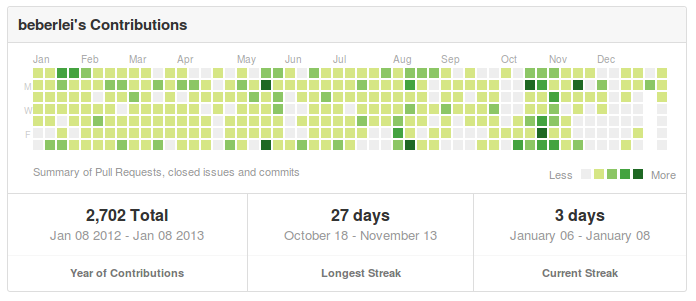 beberlei's Contributions
Jan Feb Mar Apr May Jun Jul Aug Sep Oct Nov Dec
M
W
F
Summary of Pull Requests, closed issues and commits
Less More
2,702 Total 27 days 3 days
Jan 08 2012 - Jan 08 2013 October 18 - November 13 January 06 - January 08
Year of Contributions Longest Streak Current Streak